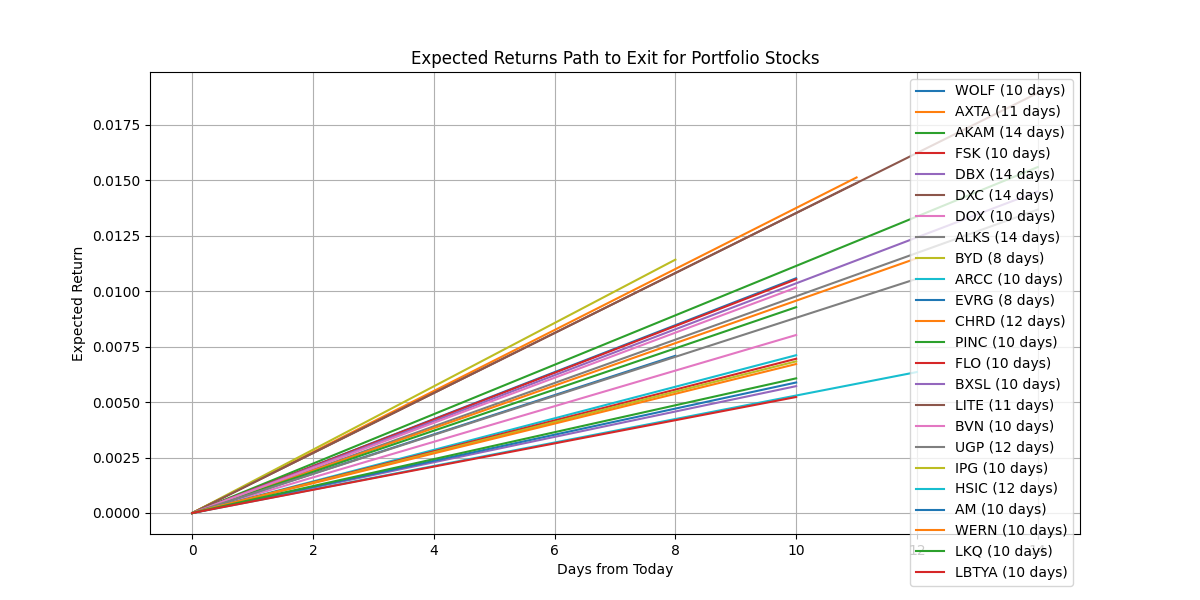 Expected Returns Path to Exit for Portfolio Stocks
Expected Return
0.0175
0.0150
0.0125
0.0100
0.0075
0.0050
0.0025
0.0000
0 2 4 6 8 10 12
Days from Today
WOLF (10 days)
AXTA (11 days)
AKAM (14 days)
FSK (10 days)
DBX (14 days)
DXC (14 days)
DOX (10 days)
ALKS (14 days)
BYD (8 days)
ARCC (10 days)
EVRG (8 days)
CHRD (12 days)
PINC (10 days)
FLO (10 days)
BXSL (10 days)
LITE (11 days)
BVN (10 days)
UGP (12 days)
IPG (10 days)
HSIC (12 days)
AM (10 days)
WERN (10 days)
LKQ (10 days)
LBTYA (10 days)